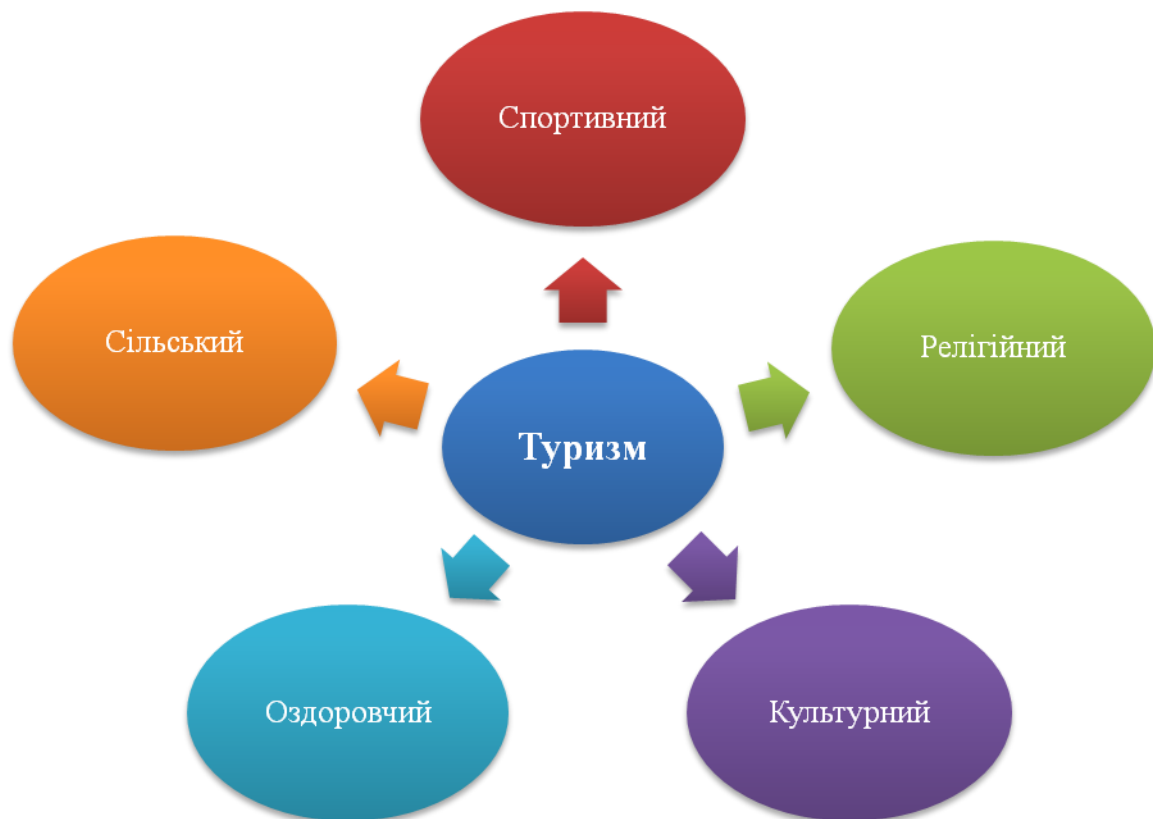 Спортивний
Сільський
Релігійний
Туризм
Оздоровчий
Культурний